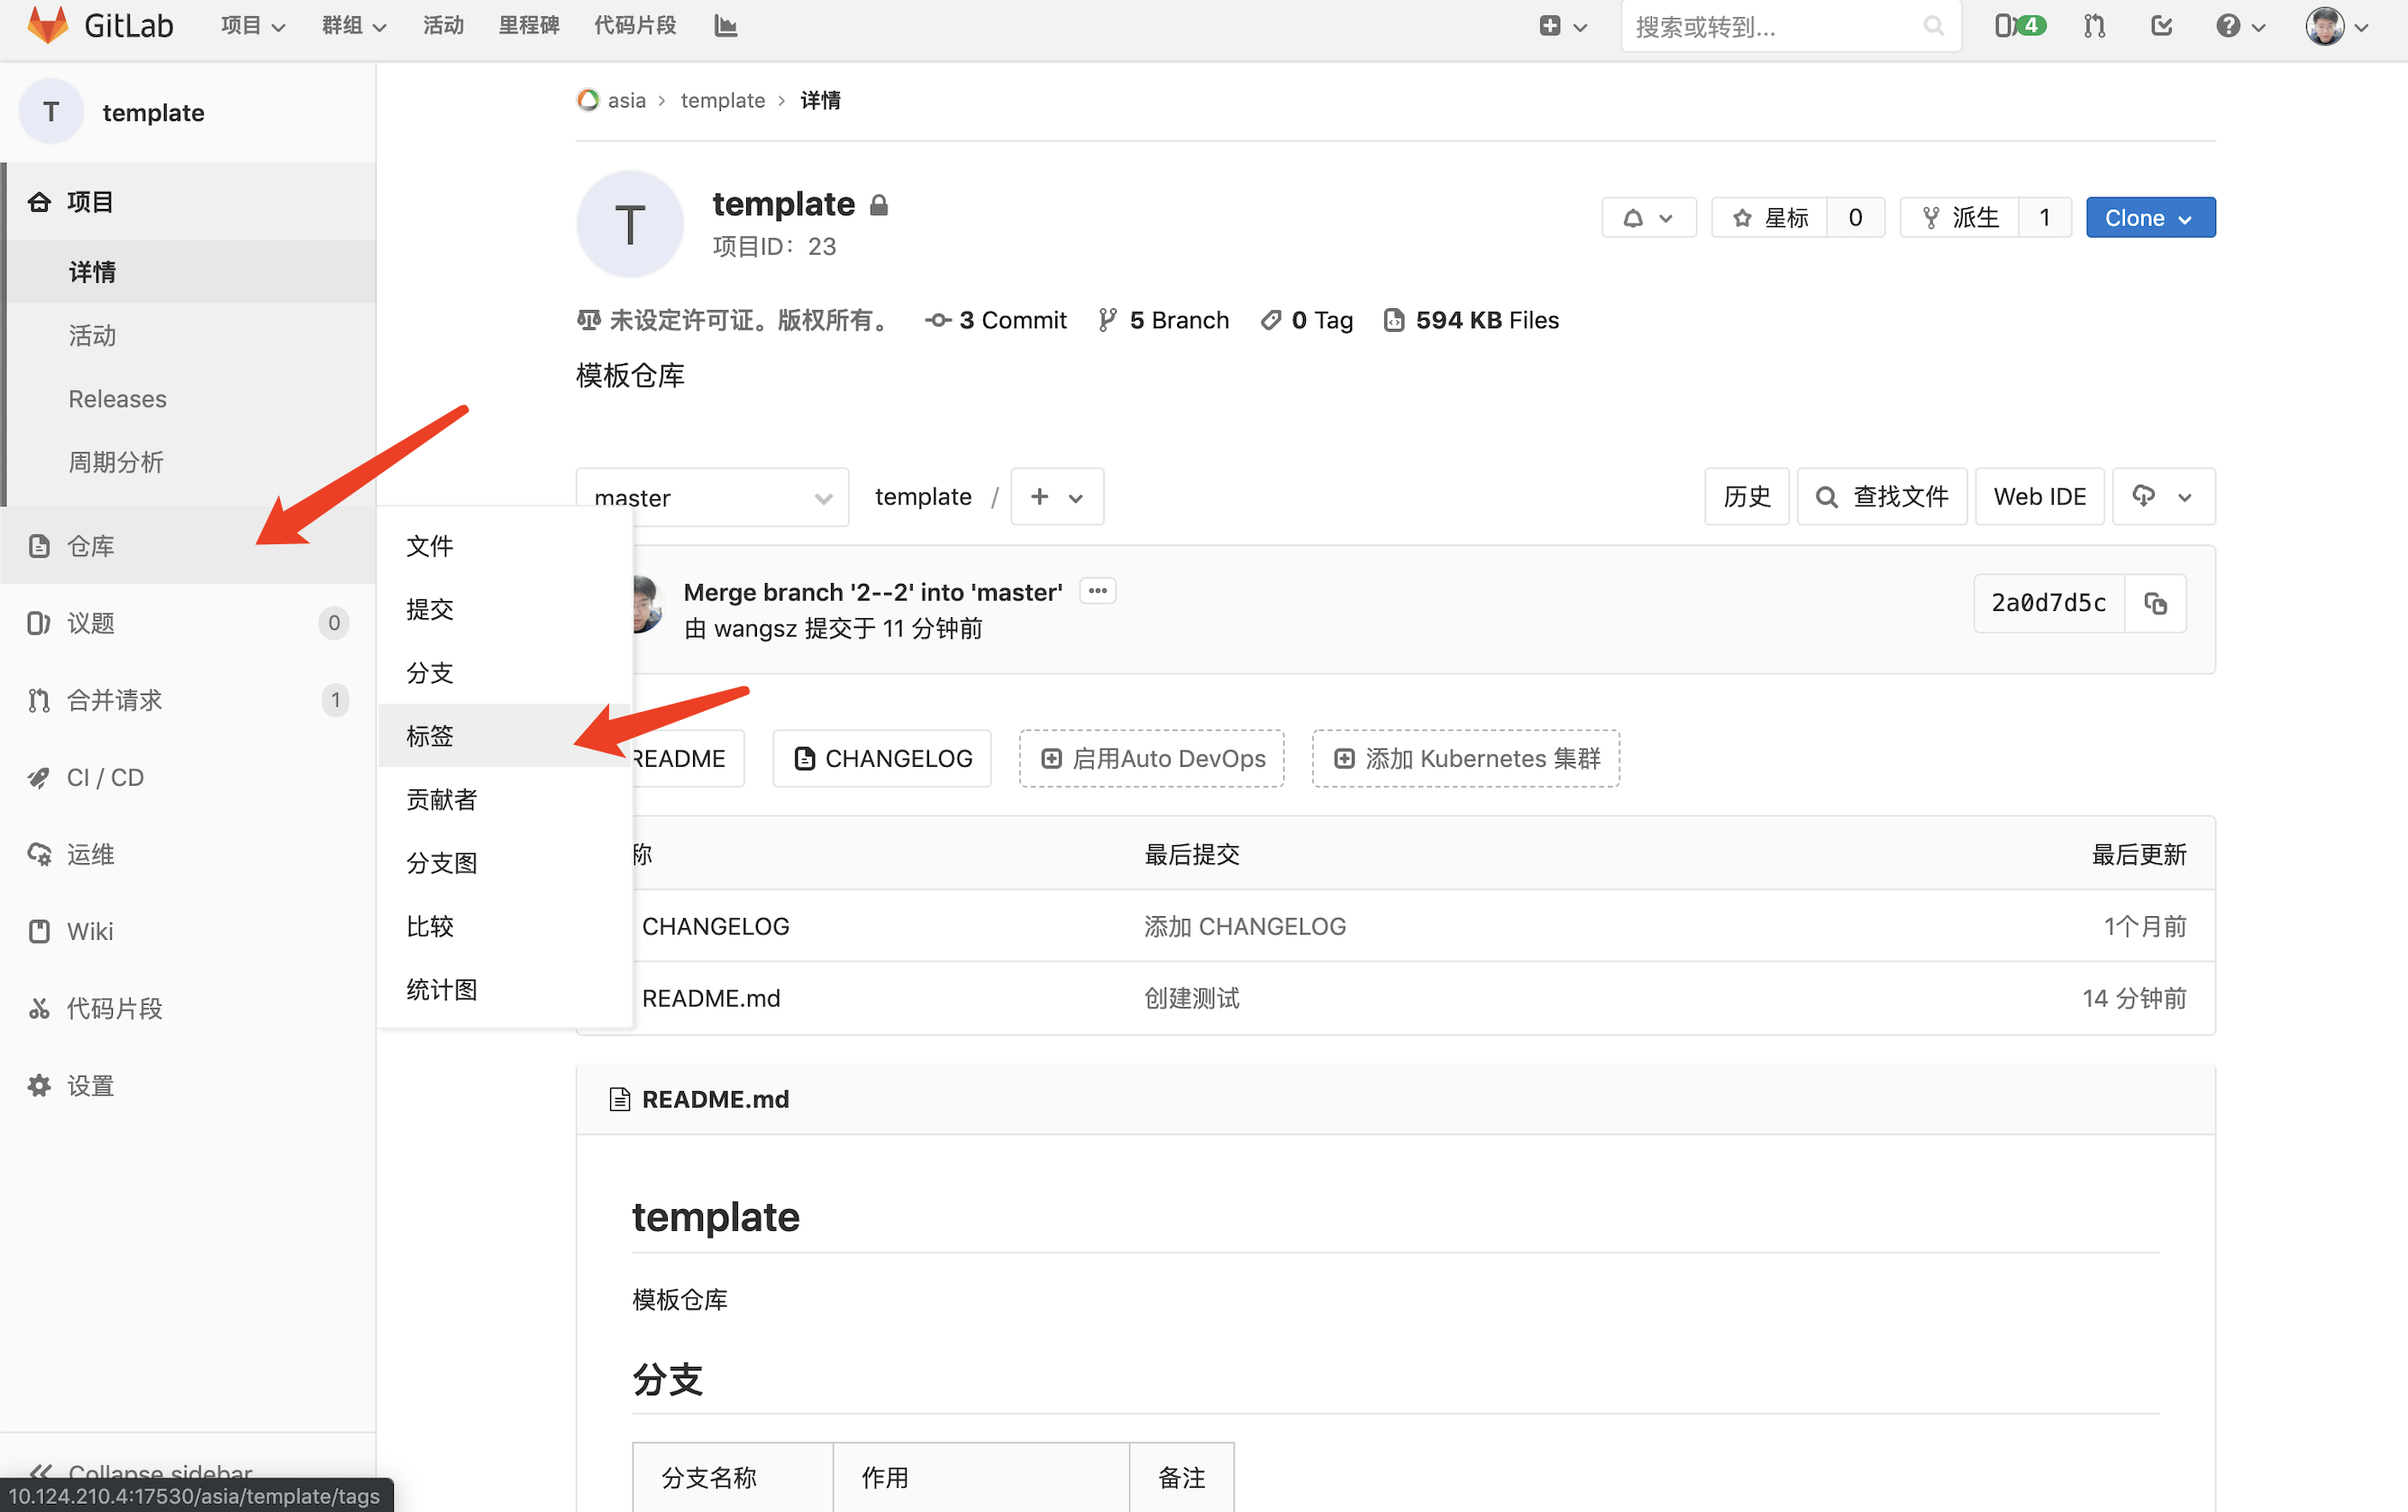 GitLab 项目 群组 活动 里程碑 代码片段 搜索或转到... 4
T template
项目
详情
活动
Releases
周期分析
仓库
议题 0
合并请求 1
CI / CD
运维
Wiki
代码片段
设置
Collapse sidebar
10.124.210.4:17530/asia/template/tags
文件
提交
分支
标签
贡献者
分支图
比较
统计图
asia › template › 详情
T template
项目ID：23
星标 0 派生 1 Clone
未设定许可证。版权所有。 3 Commit 5 Branch 0 Tag 594 KB Files
模板仓库
master template / + 历史 查找文件 Web IDE
Merge branch '2--2' into 'master' ...
由 wangsz 提交于 11 分钟前
2a0d7d5c
README CHANGELOG 启用Auto DevOps 添加 Kubernetes 集群
称 最后提交 最后更新
CHANGELOG 添加 CHANGELOG 1个月前
README.md 创建测试 14 分钟前
README.md
template
模板仓库
分支
分支名称 作用 备注